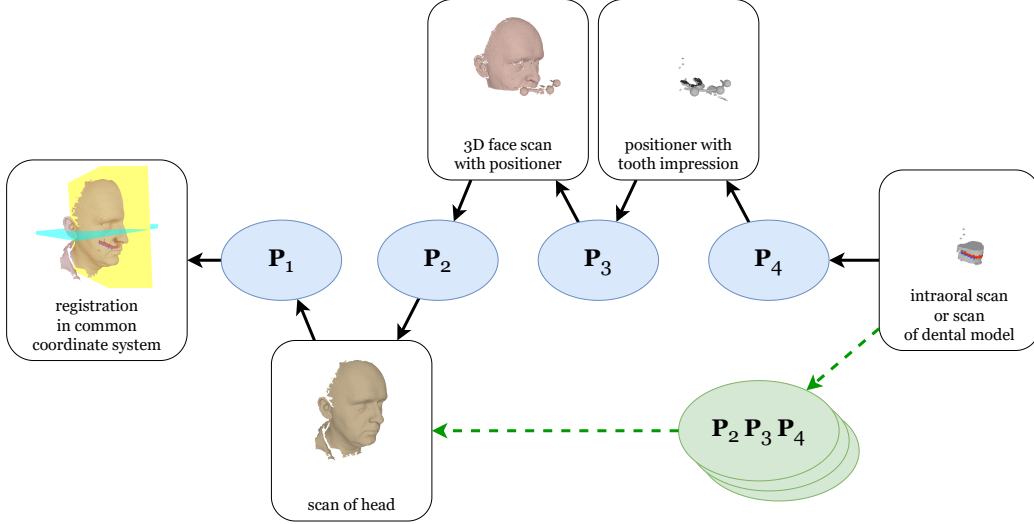 3D face scan
with positioner
positioner with
tooth impression
registration
in common
coordinate system
P1
P2
P3
P4
intraoral scan
or scan
of dental model
P2 P3 P4
scan of head